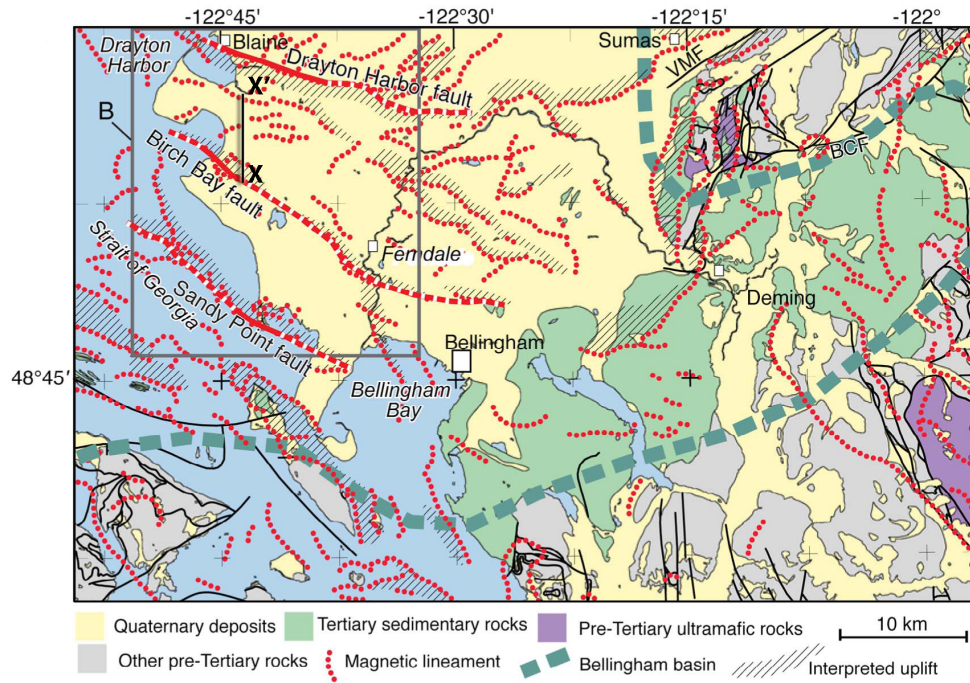 -122°45' -122°30' -122°15' -122°
Drayton
Harbor
Blaine
Drayton Harbor fault
Sumas
VMF
X'
B
BCF
X
Birch Bay fault
Ferndale
Strait of Georgia
Sandy Point fault
Deming
Bellingham
48°45'
Bellingham
Bay
Quaternary deposits Tertiary sedimentary rocks Pre-Tertiary ultramafic rocks 10 km
Other pre-Tertiary rocks Magnetic lineament Bellingham basin Interpreted uplift